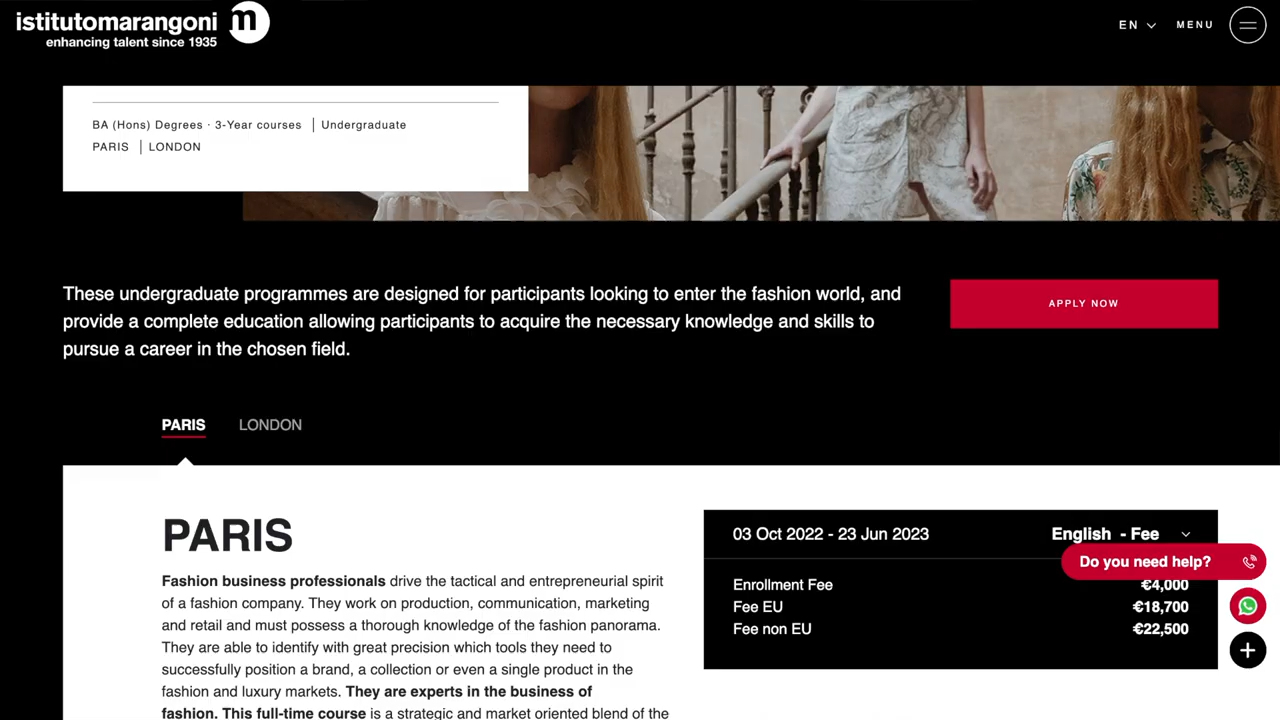 istitutomarangoni m
enhancing talent since 1935
EN MENU
BA (Hons) Degrees · 3-Year courses | Undergraduate
PARIS | LONDON
These undergraduate programmes are designed for participants looking to enter the fashion world, and
provide a complete education allowing participants to acquire the necessary knowledge and skills to
pursue a career in the chosen field.
APPLY NOW
PARIS LONDON
PARIS
Fashion business professionals drive the tactical and entrepreneurial spirit
of a fashion company. They work on production, communication, marketing
and retail and must possess a thorough knowledge of the fashion panorama.
They are able to identify with great precision which tools they need to
successfully position a brand, a collection or even a single product in the
fashion and luxury markets. They are experts in the business of
fashion. This full-time course is a strategic and market oriented blend of the
03 Oct 2022 - 23 Jun 2023 English - Fee
Do you need help?
Enrollment Fee €4,000
Fee EU €18,700
Fee non EU €22,500